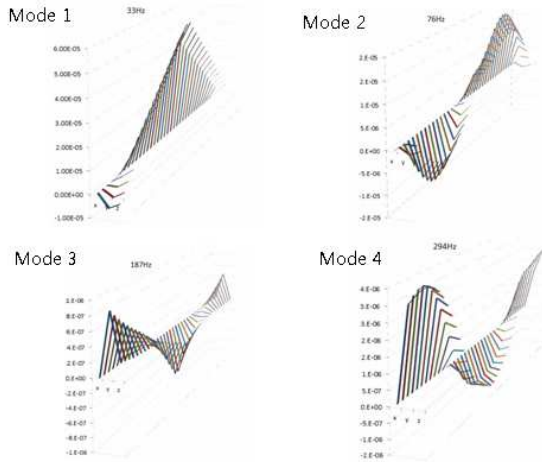 Mode 1
33Hz
6.00E-05
5.00E-05
4.00E-05
3.00E-05
2.00E-05
1.00E-05
0.00E+00
-1.00E-05
x y z
Mode 2
76Hz
2.E-05
2.E-05
1.E-05
5.E-06
0.E+00
-5.E-06
-1.E-05
-2.E-05
x y z
Mode 3
187Hz
1.E-06
8.E-07
6.E-07
4.E-07
2.E-07
0.E+00
-2.E-07
-4.E-07
-6.E-07
-8.E-07
-1.E-06
x y z
Mode 4
294Hz
4.E-06
3.E-06
3.E-06
2.E-06
2.E-06
1.E-06
5.E-07
0.E+00
-5.E-07
-1.E-06
-2.E-06
x y z